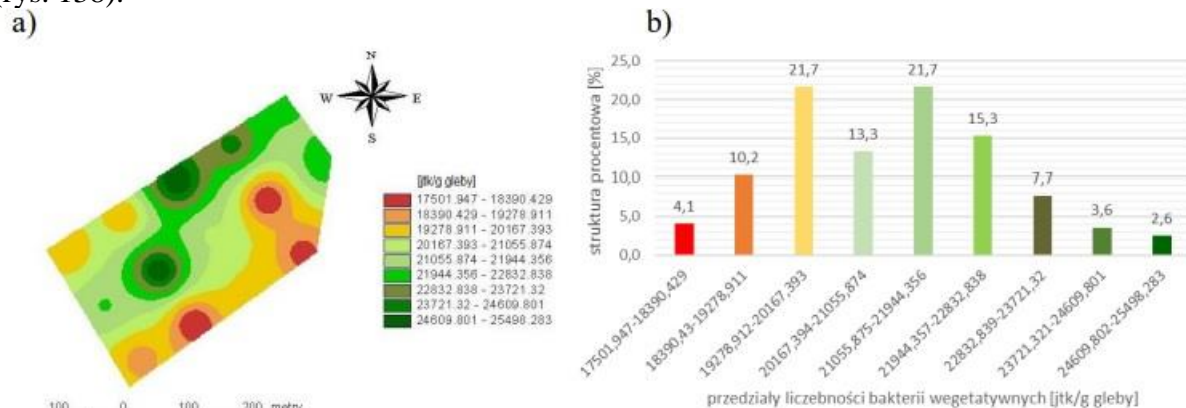 a)
N
W E
S
[jtk/g gleby]
17501.947 - 18390.429
18390.429 - 19278.911
19278.911 - 20167.393
20167.393 - 21055.874
21055.874 - 21944.356
21944.356 - 22832.838
22832.838 - 23721.32
23721.32 - 24609.801
24609.801 - 25498.283
100 0 100 200 metry
b)
struktura procentowa [%]
25,0
20,0
15,0
10,0
5,0
0,0
4,1
10,2
21,7
13,3
21,7
15,3
7,7
3,6
2,6
17501,947-18390,429
18390,43-19278,911
19278,912-20167,393
20167,394-21055,874
21055,875-21944,356
21944,357-22832,838
22832,839-23721,32
23721,321-24609,801
24609,802-25498,283
przedziały liczebności bakterii wegetatywnych [jtk/g gleby]